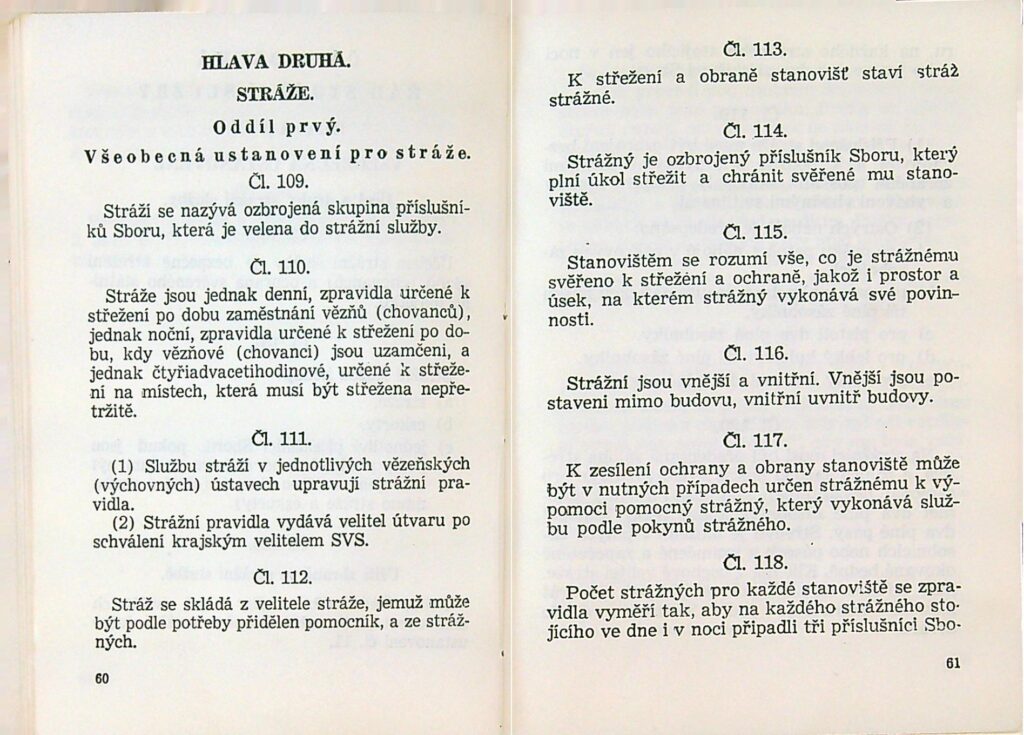 HLAVA DRUHÁ.
STRÁŽE.
Oddíl prvý.
Všeobecná ustanovení pro stráže.
Čl. 109.
Stráží se nazývá ozbrojená skupina příslušní-
ků Sboru, která je velena do strážní služby.
Čl. 110.
Stráže jsou jednak denní, zpravidla určené k
střežení po dobu zaměstnání vězňů (chovanců),
jednak noční, zpravidla určené k střežení po do-
bu, kdy vězňové (chovanci) jsou uzamčeni, a
jednak čtyřiadvacetihodinové, určené k střeže-
ní na místech, která musí být střežena nepře-
tržitě.
Čl. 111.
(1) Službu stráží v jednotlivých vězeňských
(výchovných) ústavech upravují strážní pra-
vidla.
(2) Strážní pravidla vydává velitel útvaru po
schválení krajským velitelem SVS.
Čl. 112.
Stráž se skládá z velitele stráže, jemuž může
být podle potřeby přidělen pomocník, a ze stráž-
ných.
60
Čl. 113.
K střežení a obraně stanovišť staví stráž
strážné.
Čl. 114.
Strážný je ozbrojený příslušník Sboru, který
plní úkol střežit a chránit svěřené mu stano-
viště.
Čl. 115.
Stanovištěm se rozumí vše, co je strážnému
svěřeno k střežení a ochraně, jakož i prostor a
úsek, na kterém strážný vykonává své povin-
nosti.
Čl. 116.
Strážní jsou vnější a vnitřní. Vnější jsou po-
staveni mimo budovu, vnitřní uvnitř budovy.
Čl. 117.
K zesílení ochrany a obrany stanoviště může
být v nutných případech určen strážnému k vý-
pomoci pomocný strážný, který vykonává služ-
bu podle pokynů strážného.
Čl. 118.
Počet strážných pro každé stanoviště se zpra-
vidla vyměří tak, aby na každého strážného sto-
jícího ve dne i v noci připadli tři příslušníci Sbo-
61